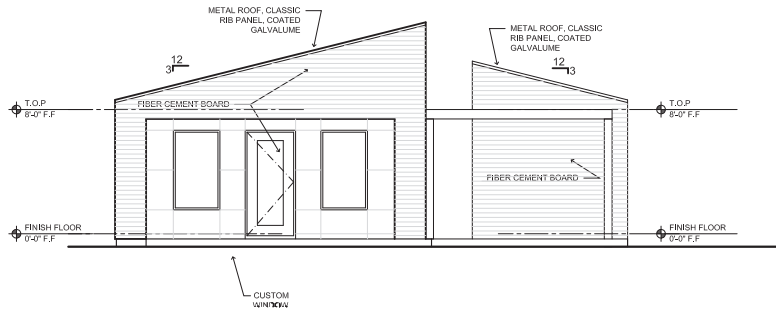 METAL ROOF, CLASSIC
RIB PANEL, COATED
GALVALUME
METAL ROOF, CLASSIC
RIB PANEL, COATED
GALVALUME
12
3
12
3
T.O.P
8'-0" F.F
FIBER CEMENT BOARD
T.O.P
8'-0" F.F
FIBER CEMENT BOARD
FINISH FLOOR
0'-0" F.F
FINISH FLOOR
0'-0" F.F
CUSTOM
WINDOW